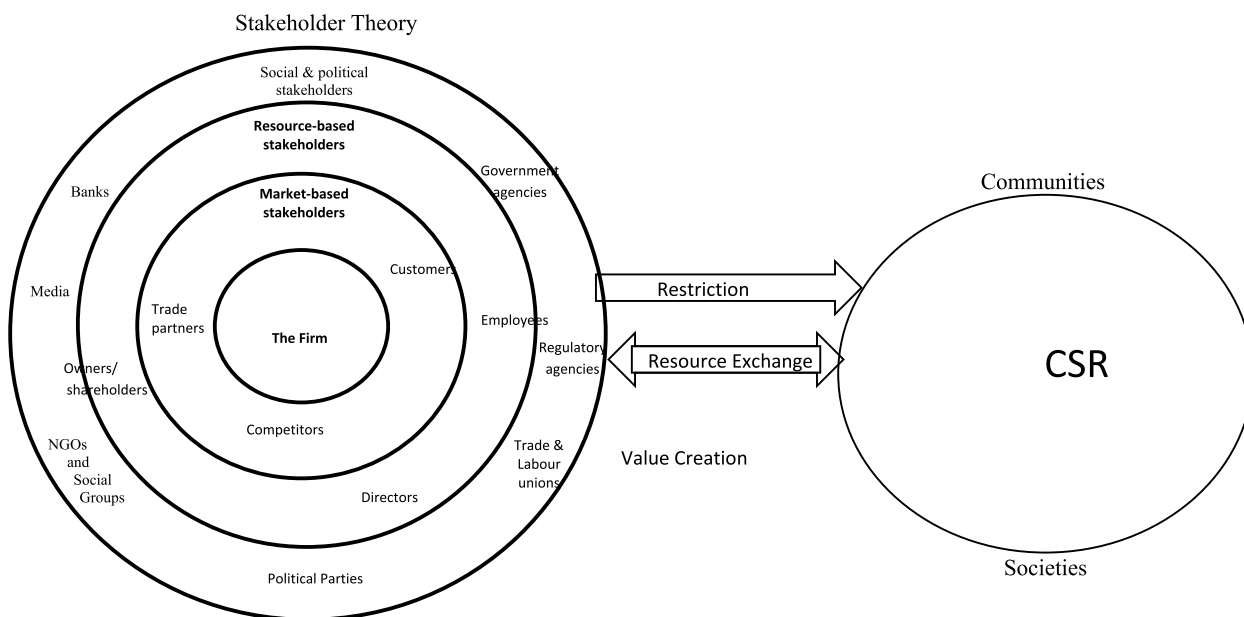 Stakeholder Theory
Social & political
stakeholders
Resource-based
stakeholders
Banks
Government
agencies
Market-based
stakeholders
Communities
Customers
Media
Restriction
Trade
partners
The Firm
Employees
Regulatory
agencies
Resource Exchange
CSR
Owners/
shareholders
Competitors
NGOs
and
Social
Groups
Trade &
Labour
unions
Value Creation
Directors
Societies
Political Parties